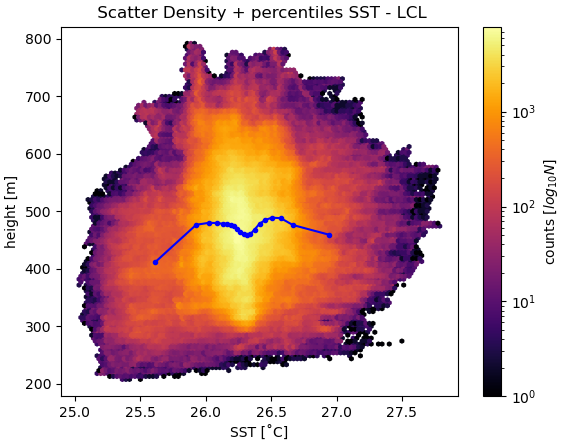 Scatter Density + percentiles SST - LCL
800
700
600
500
400
300
200
height [m]
25.0 25.5 26.0 26.5 27.0 27.5
SST [˚C]
10³
10²
10¹
10⁰
counts [log₁₀N]